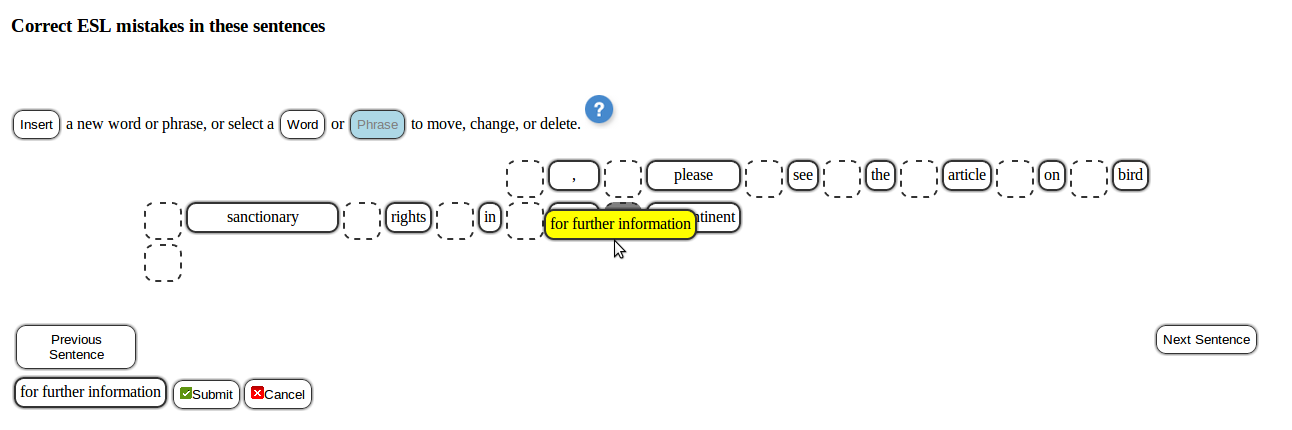 Correct ESL mistakes in these sentences
Insert a new word or phrase, or select a Word or Phrase to move, change, or delete. ?
, please see the article on bird
sanctionary rights in for further information tinent
Previous Sentence Next Sentence
for further information Submit Cancel